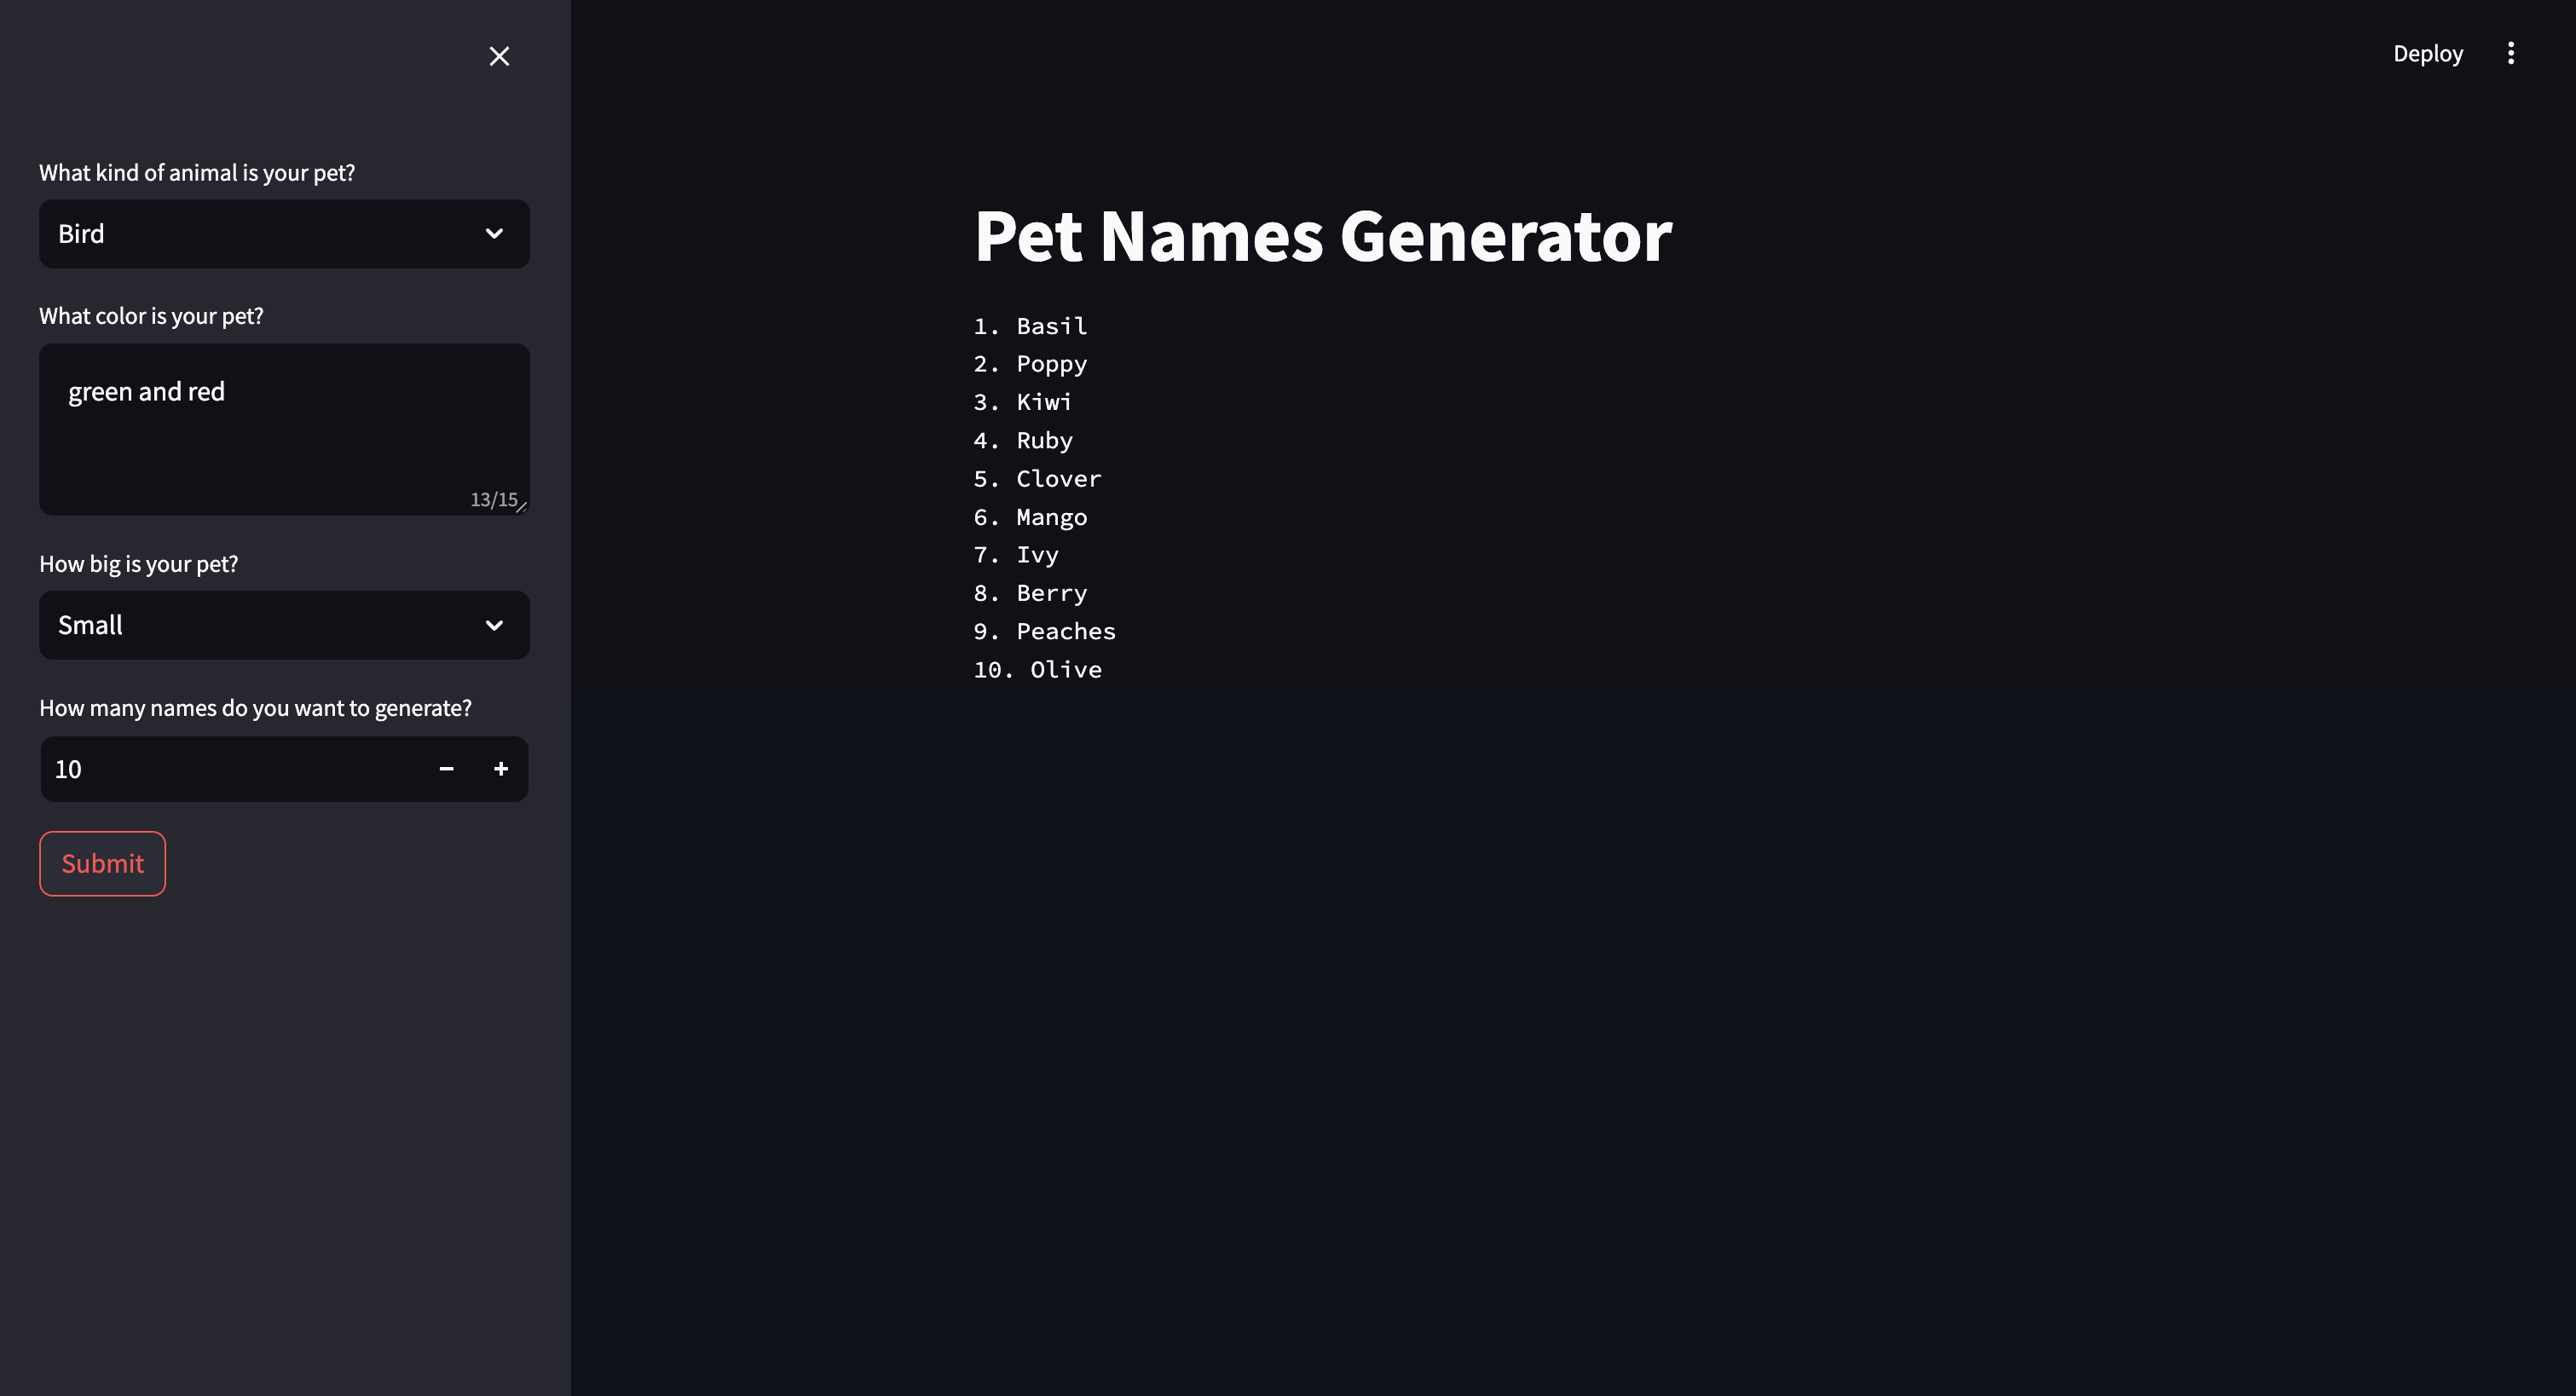 What kind of animal is your pet?
Bird
What color is your pet?
green and red
13/15
How big is your pet?
Small
How many names do you want to generate?
10
Submit
Deploy
Pet Names Generator
1. Basil
2. Poppy
3. Kiwi
4. Ruby
5. Clover
6. Mango
7. Ivy
8. Berry
9. Peaches
10. Olive